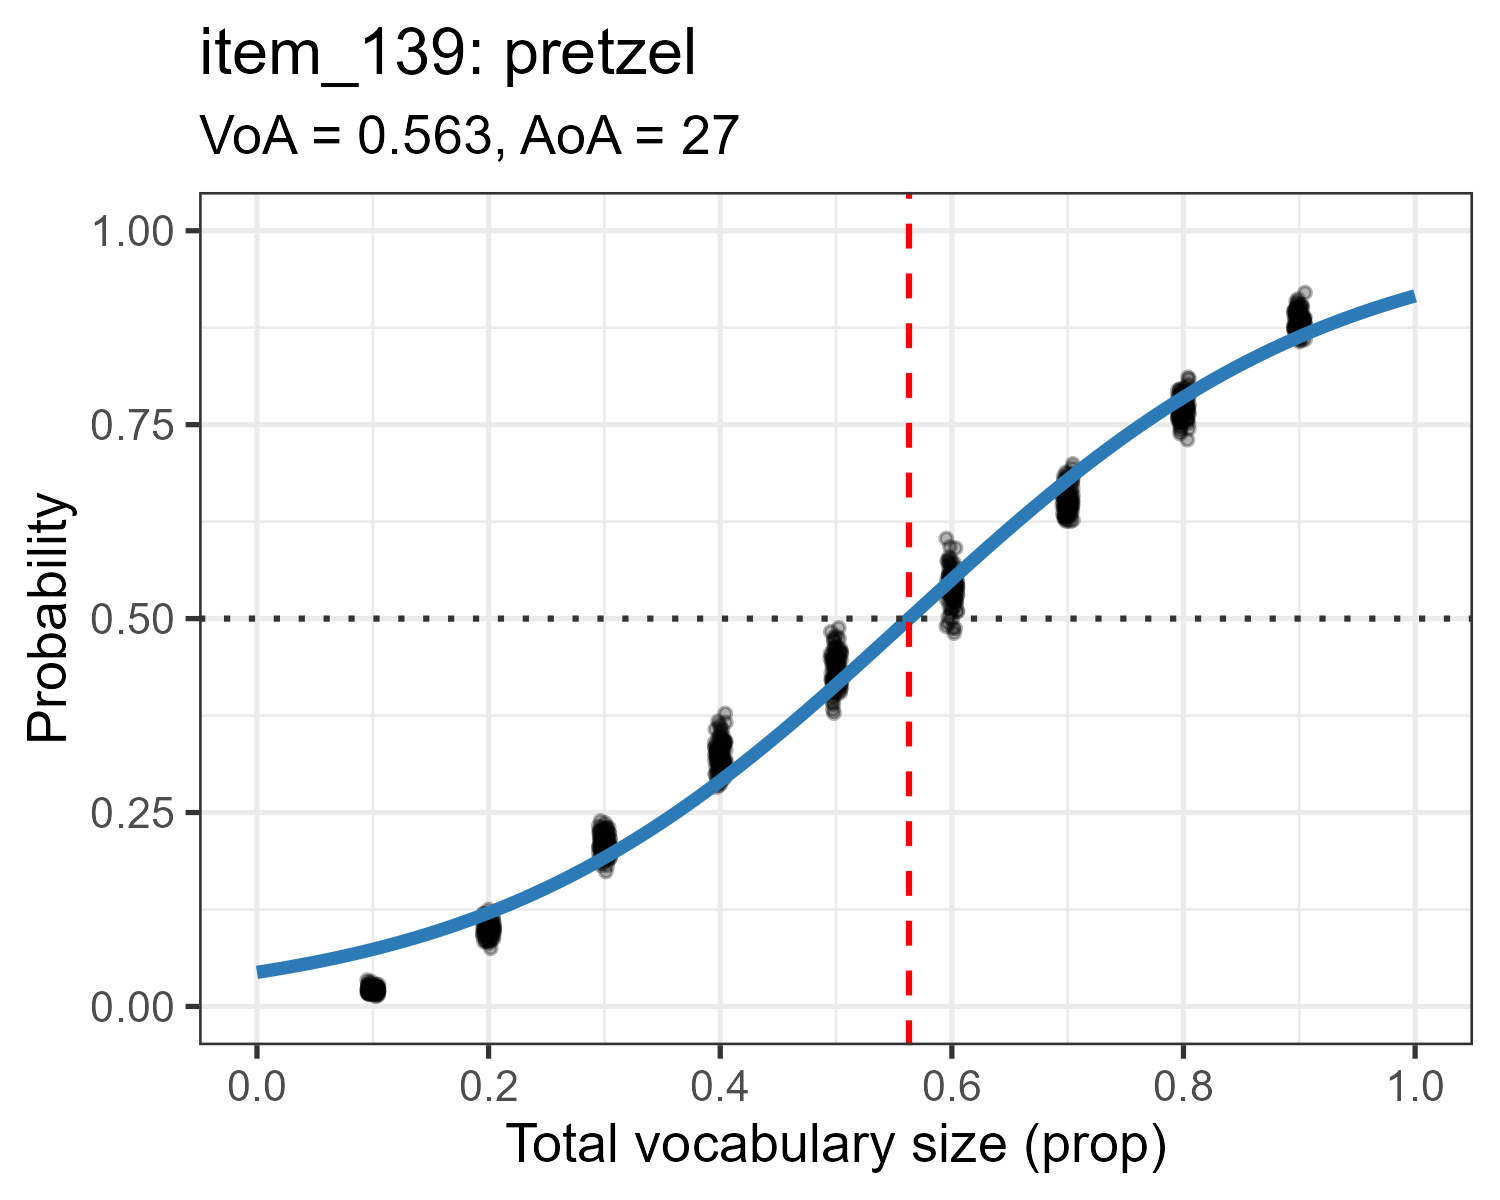 item_139: pretzel
VoA = 0.563, AoA = 27
Probability
1.00
0.75
0.50
0.25
0.00
0.0 0.2 0.4 0.6 0.8 1.0
Total vocabulary size (prop)